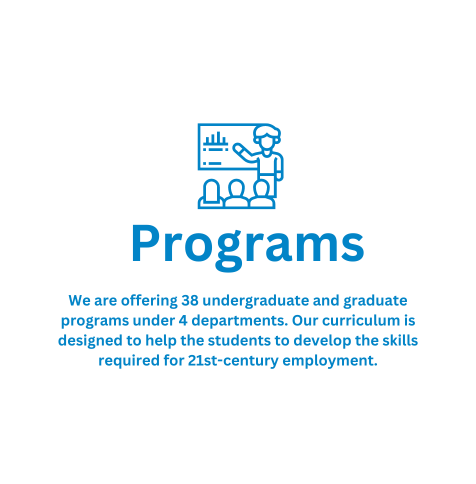 Programs
We are offering 38 undergraduate and graduate
programs under 4 departments. Our curriculum is
designed to help the students to develop the skills
required for 21st-century employment.